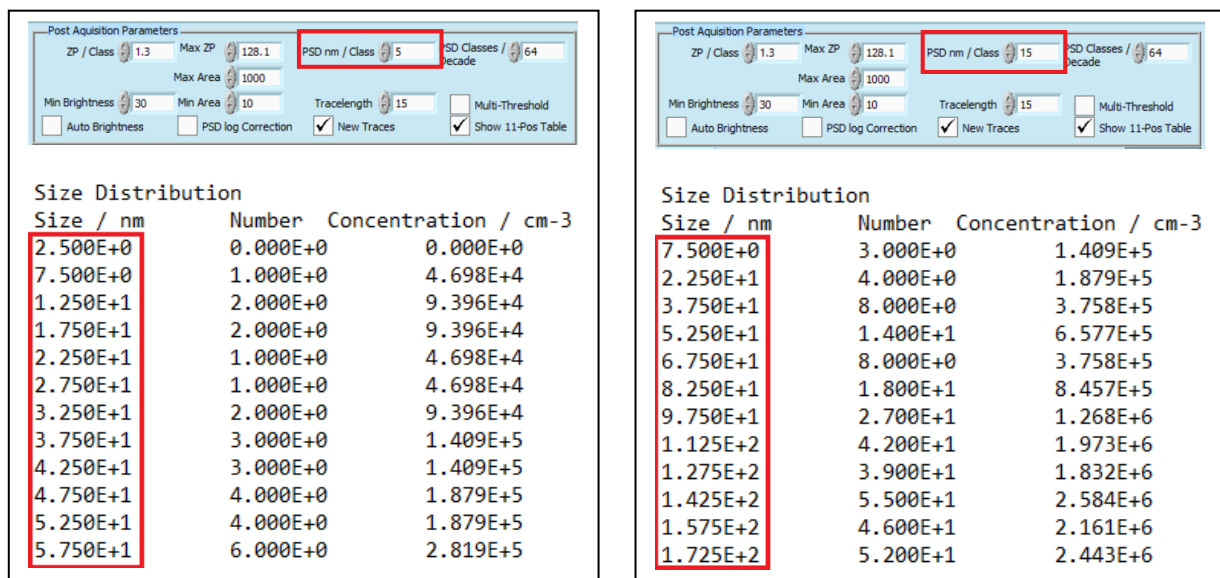 Post Aquisition Parameters
ZP / Class 1.3 Max ZP 128.1 PSD nm / Class 5 PSD Classes / Decade 64
Max Area 1000
Min Brightness 30 Min Area 10 Tracelength 15 Multi-Threshold
Auto Brightness PSD log Correction New Traces Show 11-Pos Table
Size Distribution
Size / nm Number Concentration / cm-3
2.500E+0 0.000E+0 0.000E+0
7.500E+0 1.000E+0 4.698E+4
1.250E+1 2.000E+0 9.396E+4
1.750E+1 2.000E+0 9.396E+4
2.250E+1 1.000E+0 4.698E+4
2.750E+1 1.000E+0 4.698E+4
3.250E+1 2.000E+0 9.396E+4
3.750E+1 3.000E+0 1.409E+5
4.250E+1 3.000E+0 1.409E+5
4.750E+1 4.000E+0 1.879E+5
5.250E+1 4.000E+0 1.879E+5
5.750E+1 6.000E+0 2.819E+5
Post Aquisition Parameters
ZP / Class 1.3 Max ZP 128.1 PSD nm / Class 15 PSD Classes / Decade 64
Max Area 1000
Min Brightness 30 Min Area 10 Tracelength 15 Multi-Threshold
Auto Brightness PSD log Correction New Traces Show 11-Pos Table
Size Distribution
Size / nm Number Concentration / cm-3
7.500E+0 3.000E+0 1.409E+5
2.250E+1 4.000E+0 1.879E+5
3.750E+1 8.000E+0 3.758E+5
5.250E+1 1.400E+1 6.577E+5
6.750E+1 8.000E+0 3.758E+5
8.250E+1 1.800E+1 8.457E+5
9.750E+1 2.700E+1 1.268E+6
1.125E+2 4.200E+1 1.973E+6
1.275E+2 3.900E+1 1.832E+6
1.425E+2 5.500E+1 2.584E+6
1.575E+2 4.600E+1 2.161E+6
1.725E+2 5.200E+1 2.443E+6